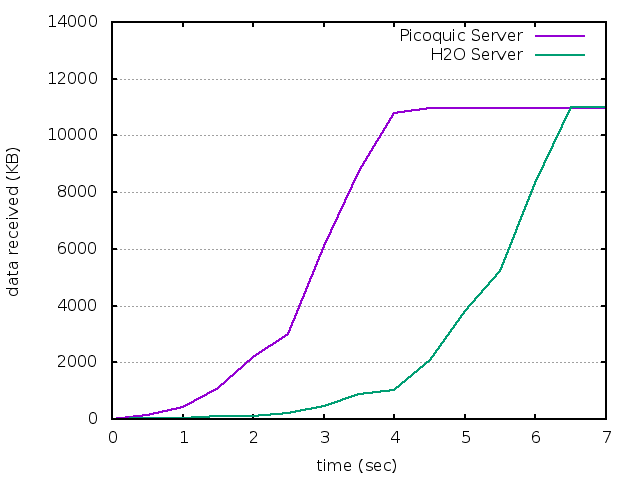 14000
12000
10000
8000
6000
4000
2000
0
data received (KB)
Picoquic Server
H2O Server
0 1 2 3 4 5 6 7
time (sec)